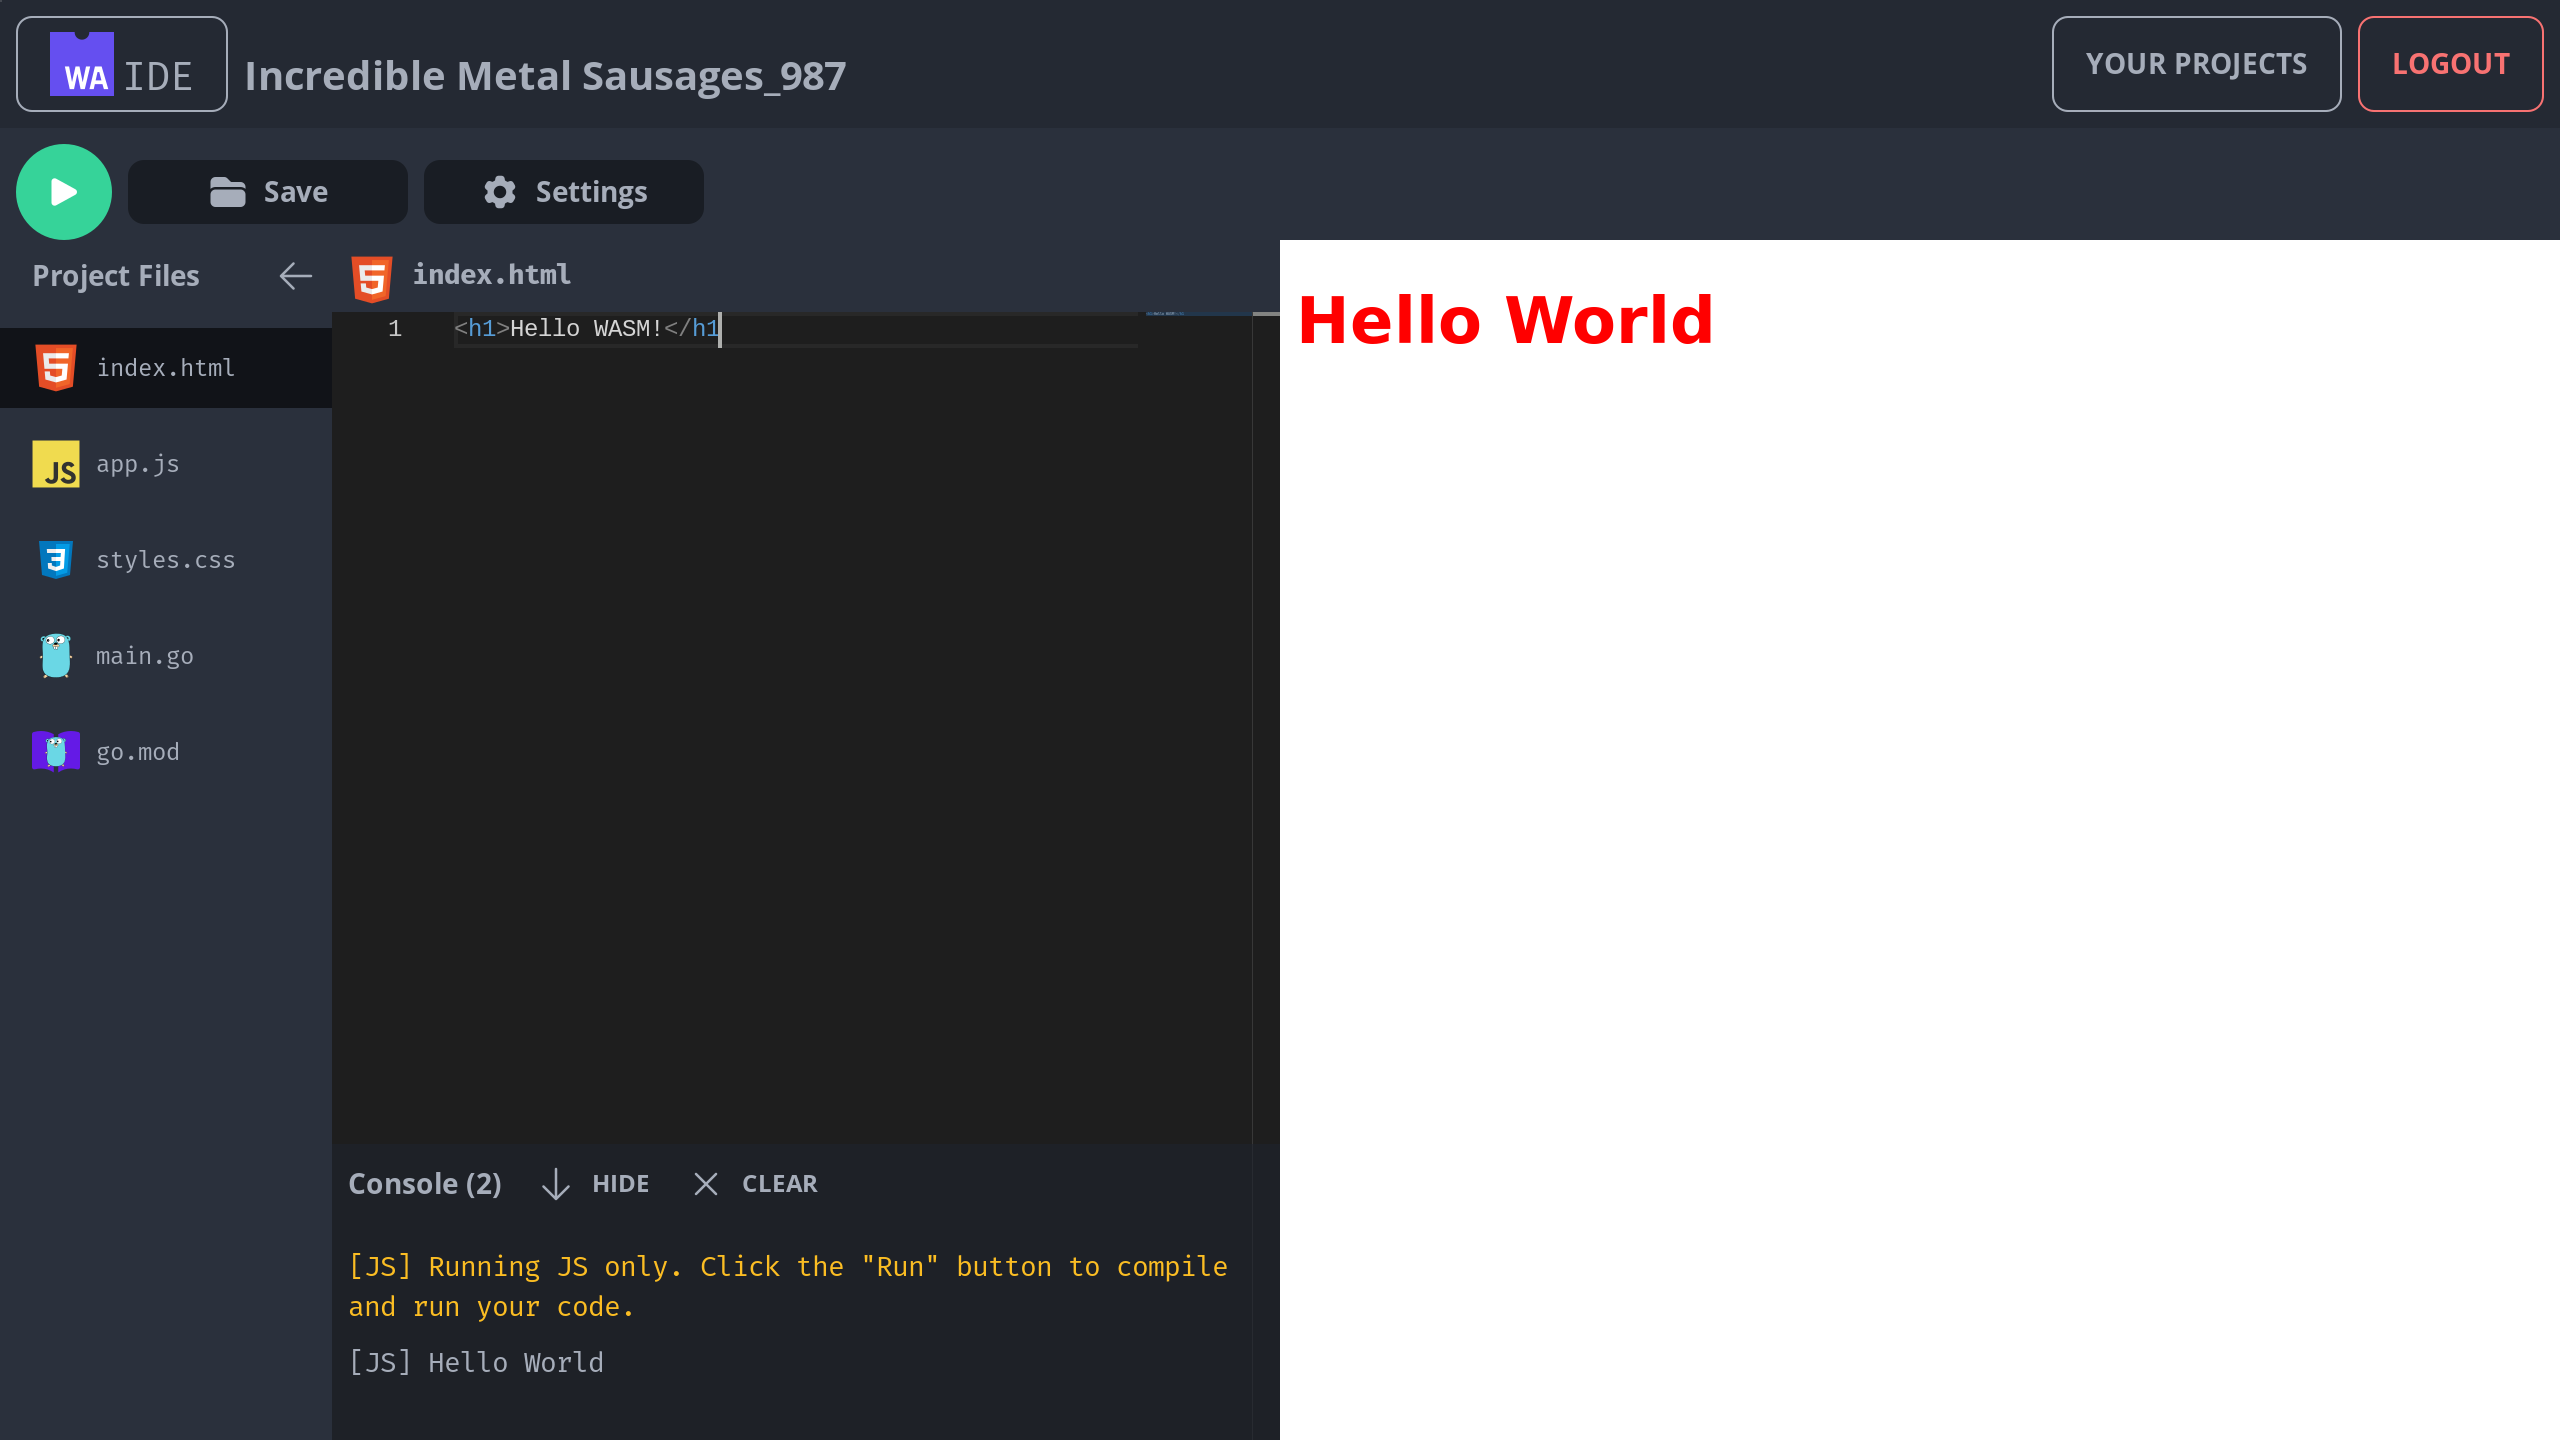 WA IDE
Incredible Metal Sausages_987
YOUR PROJECTS
LOGOUT
Save
Settings
Project Files
index.html
app.js
JS
styles.css
main.go
go.mod
index.html
1 <h1>Hello WASM!</h1
Console (2)
HIDE
CLEAR
[JS] Running JS only. Click the "Run" button to compile
and run your code.
[JS] Hello World
Hello World